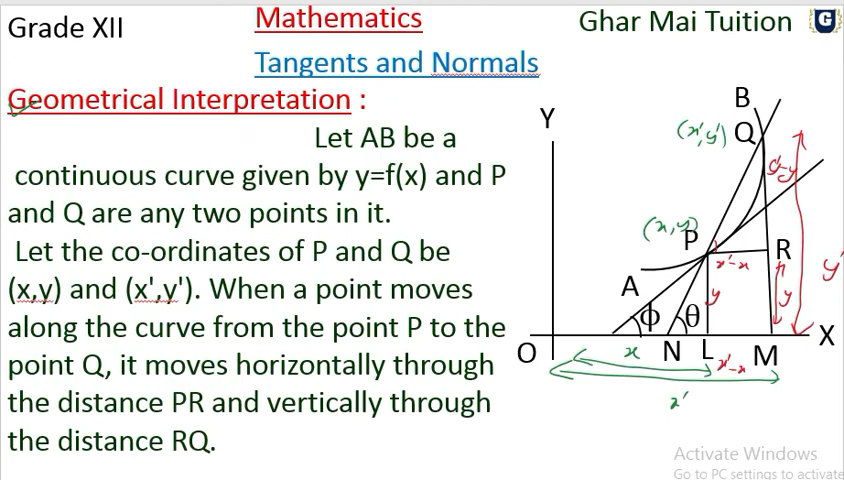 Grade XII
Mathematics
Ghar Mai Tuition
G
Tangents and Normals
Geometrical Interpretation :
Let AB be a
continuous curve given by y=f(x) and P
and Q are any two points in it.
Let the co-ordinates of P and Q be
(x,y) and (x',y'). When a point moves
along the curve from the point P to the
point Q, it moves horizontally through
the distance PR and vertically through
the distance RQ.
B
Y
(x',y') Q
y'-y
(x,y) P
R
x'-x
A
y
y
y'
ϕ
θ
O
x
N
L
x'-x
M
X
x'
Activate Windows
Go to PC settings to activate